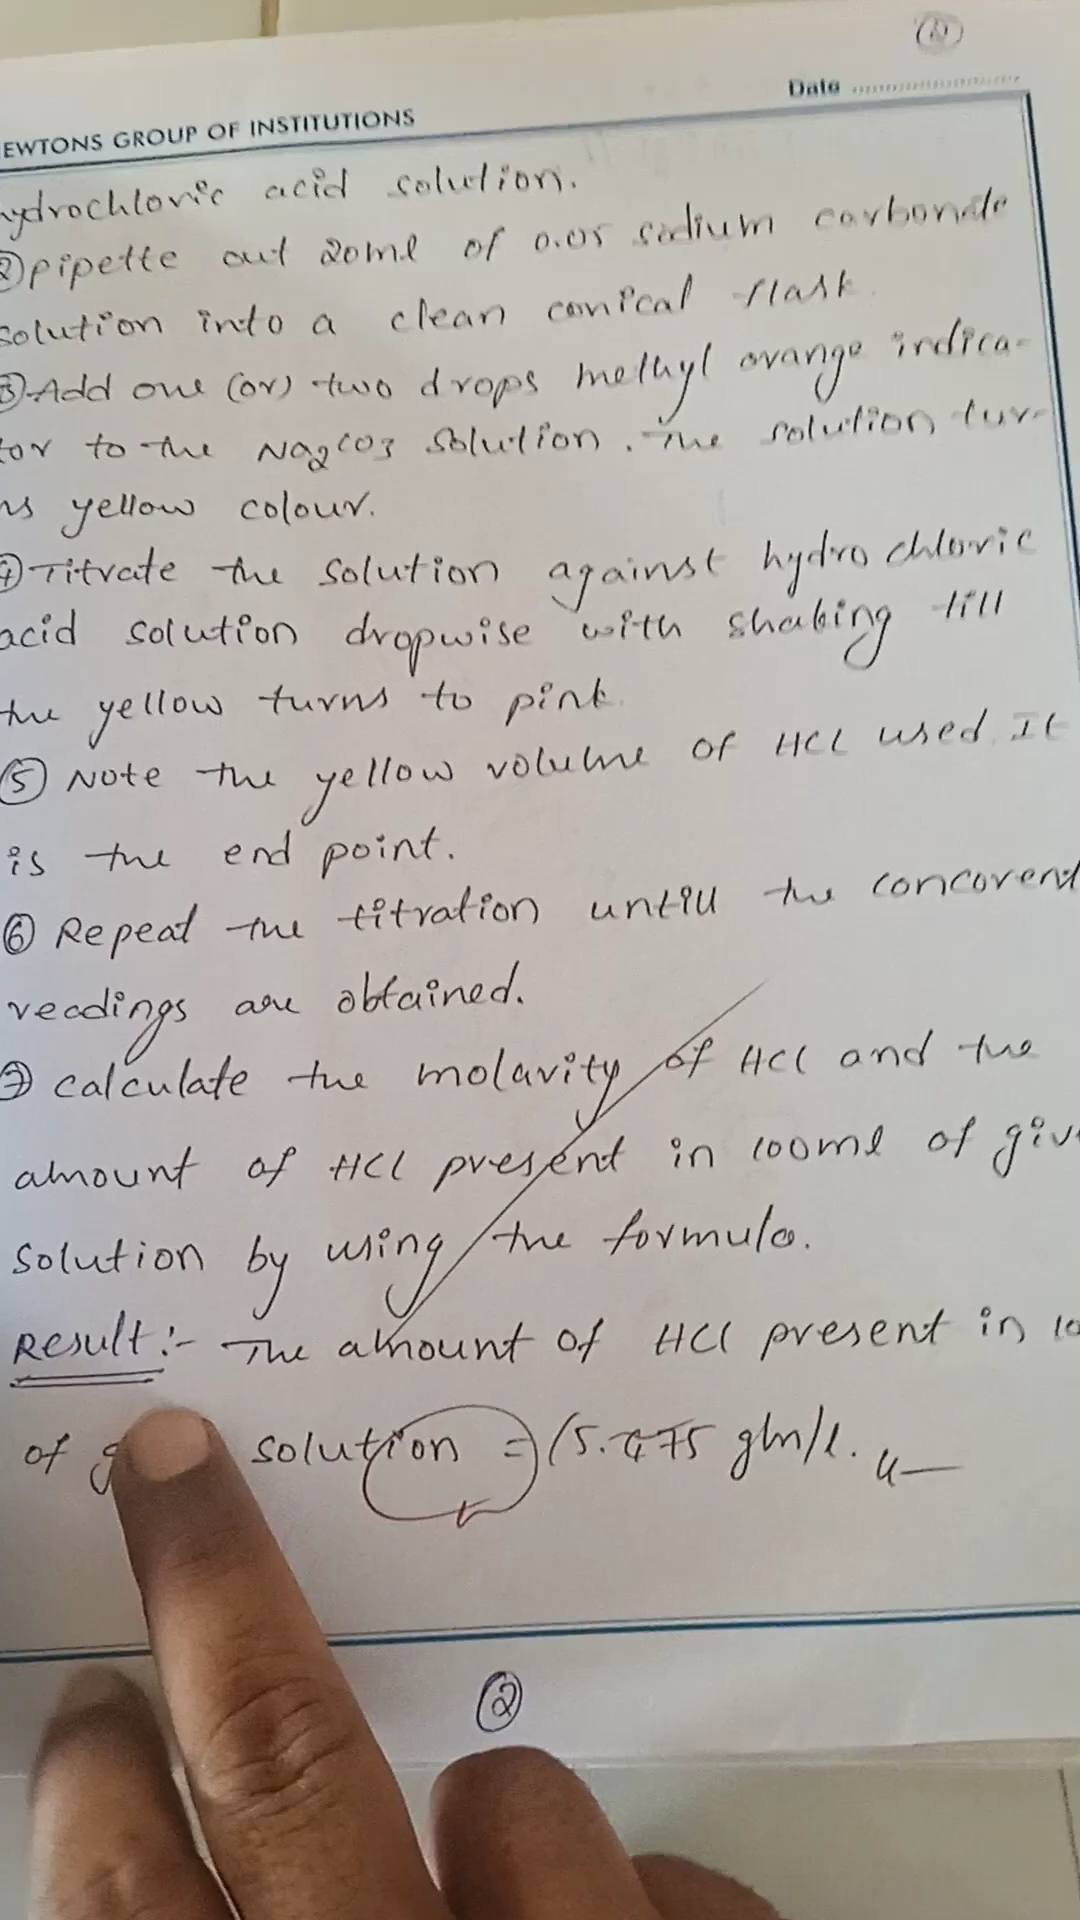 Date
EWTONS GROUP OF INSTITUTIONS
ydrochloric acid solution.
② pipette out 20ml of 0.05 sodium carbonate
solution into a clean conical flask.
③ Add one (or) two drops methyl orange indica-
tor to the Na2CO3 solution. The solution tur-
ns yellow colour.
④ Titrate the solution against hydro chloric
acid solution dropwise with shaking till
the yellow turns to pink.
⑤ Note the yellow volume of HCl used. It
is the end point.
⑥ Repeat the titration untill the concorent
readings are obtained.
⑦ calculate the molarity of HCl and the
amount of HCl present in 100ml of giv
solution by using the formula.
Result:- The amount of HCl present in 10
of solution =
②